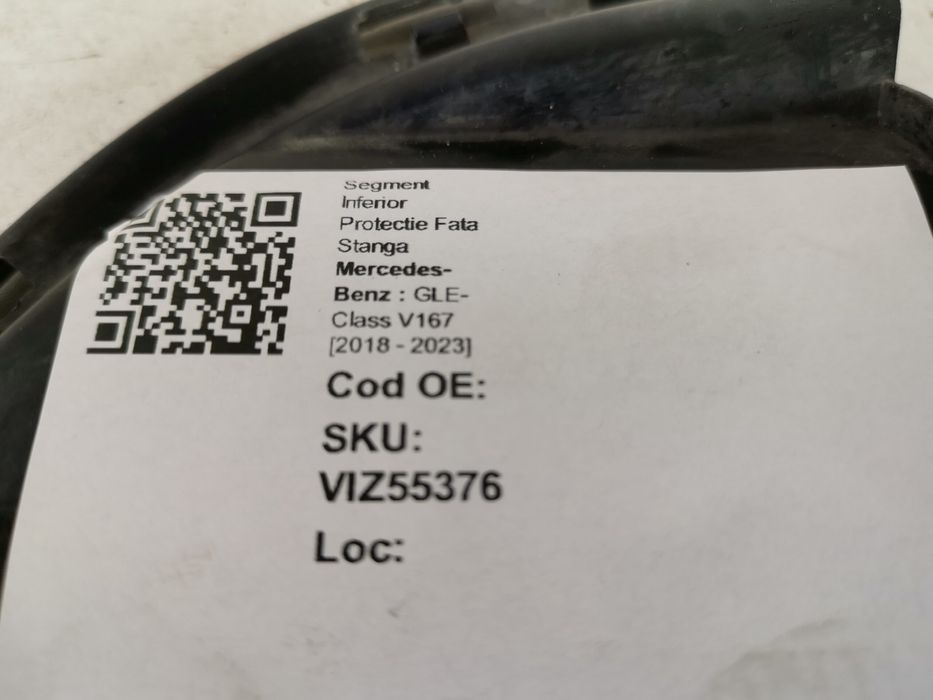 Segment
Inferior
Protectie Fata
Stanga
Mercedes-
Benz : GLE-
Class V167
[2018 - 2023]
Cod OE:
SKU:
VIZ55376
Loc: